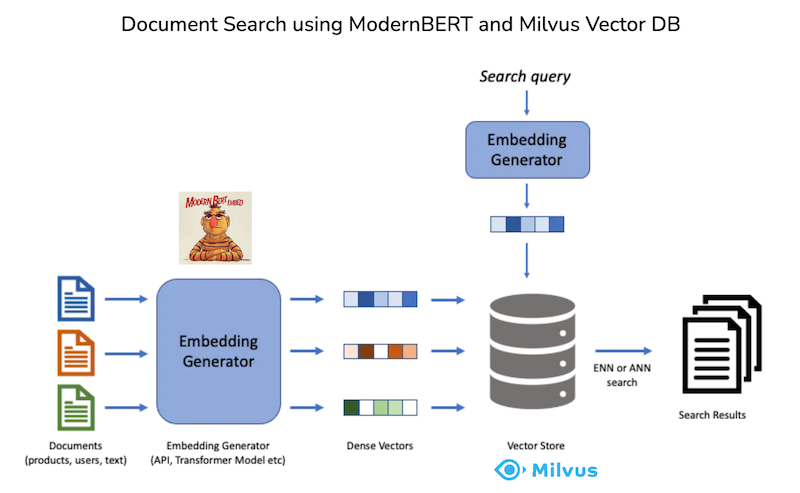 Document Search using ModernBERT and Milvus Vector DB
Search query
Embedding
Generator
MODERN BERT EMBED
Embedding
Generator
ENN or ANN
search
Search Results
Documents
(products, users, text)
Embedding Generator
(API, Transformer Model etc)
Dense Vectors
Vector Store
Milvus